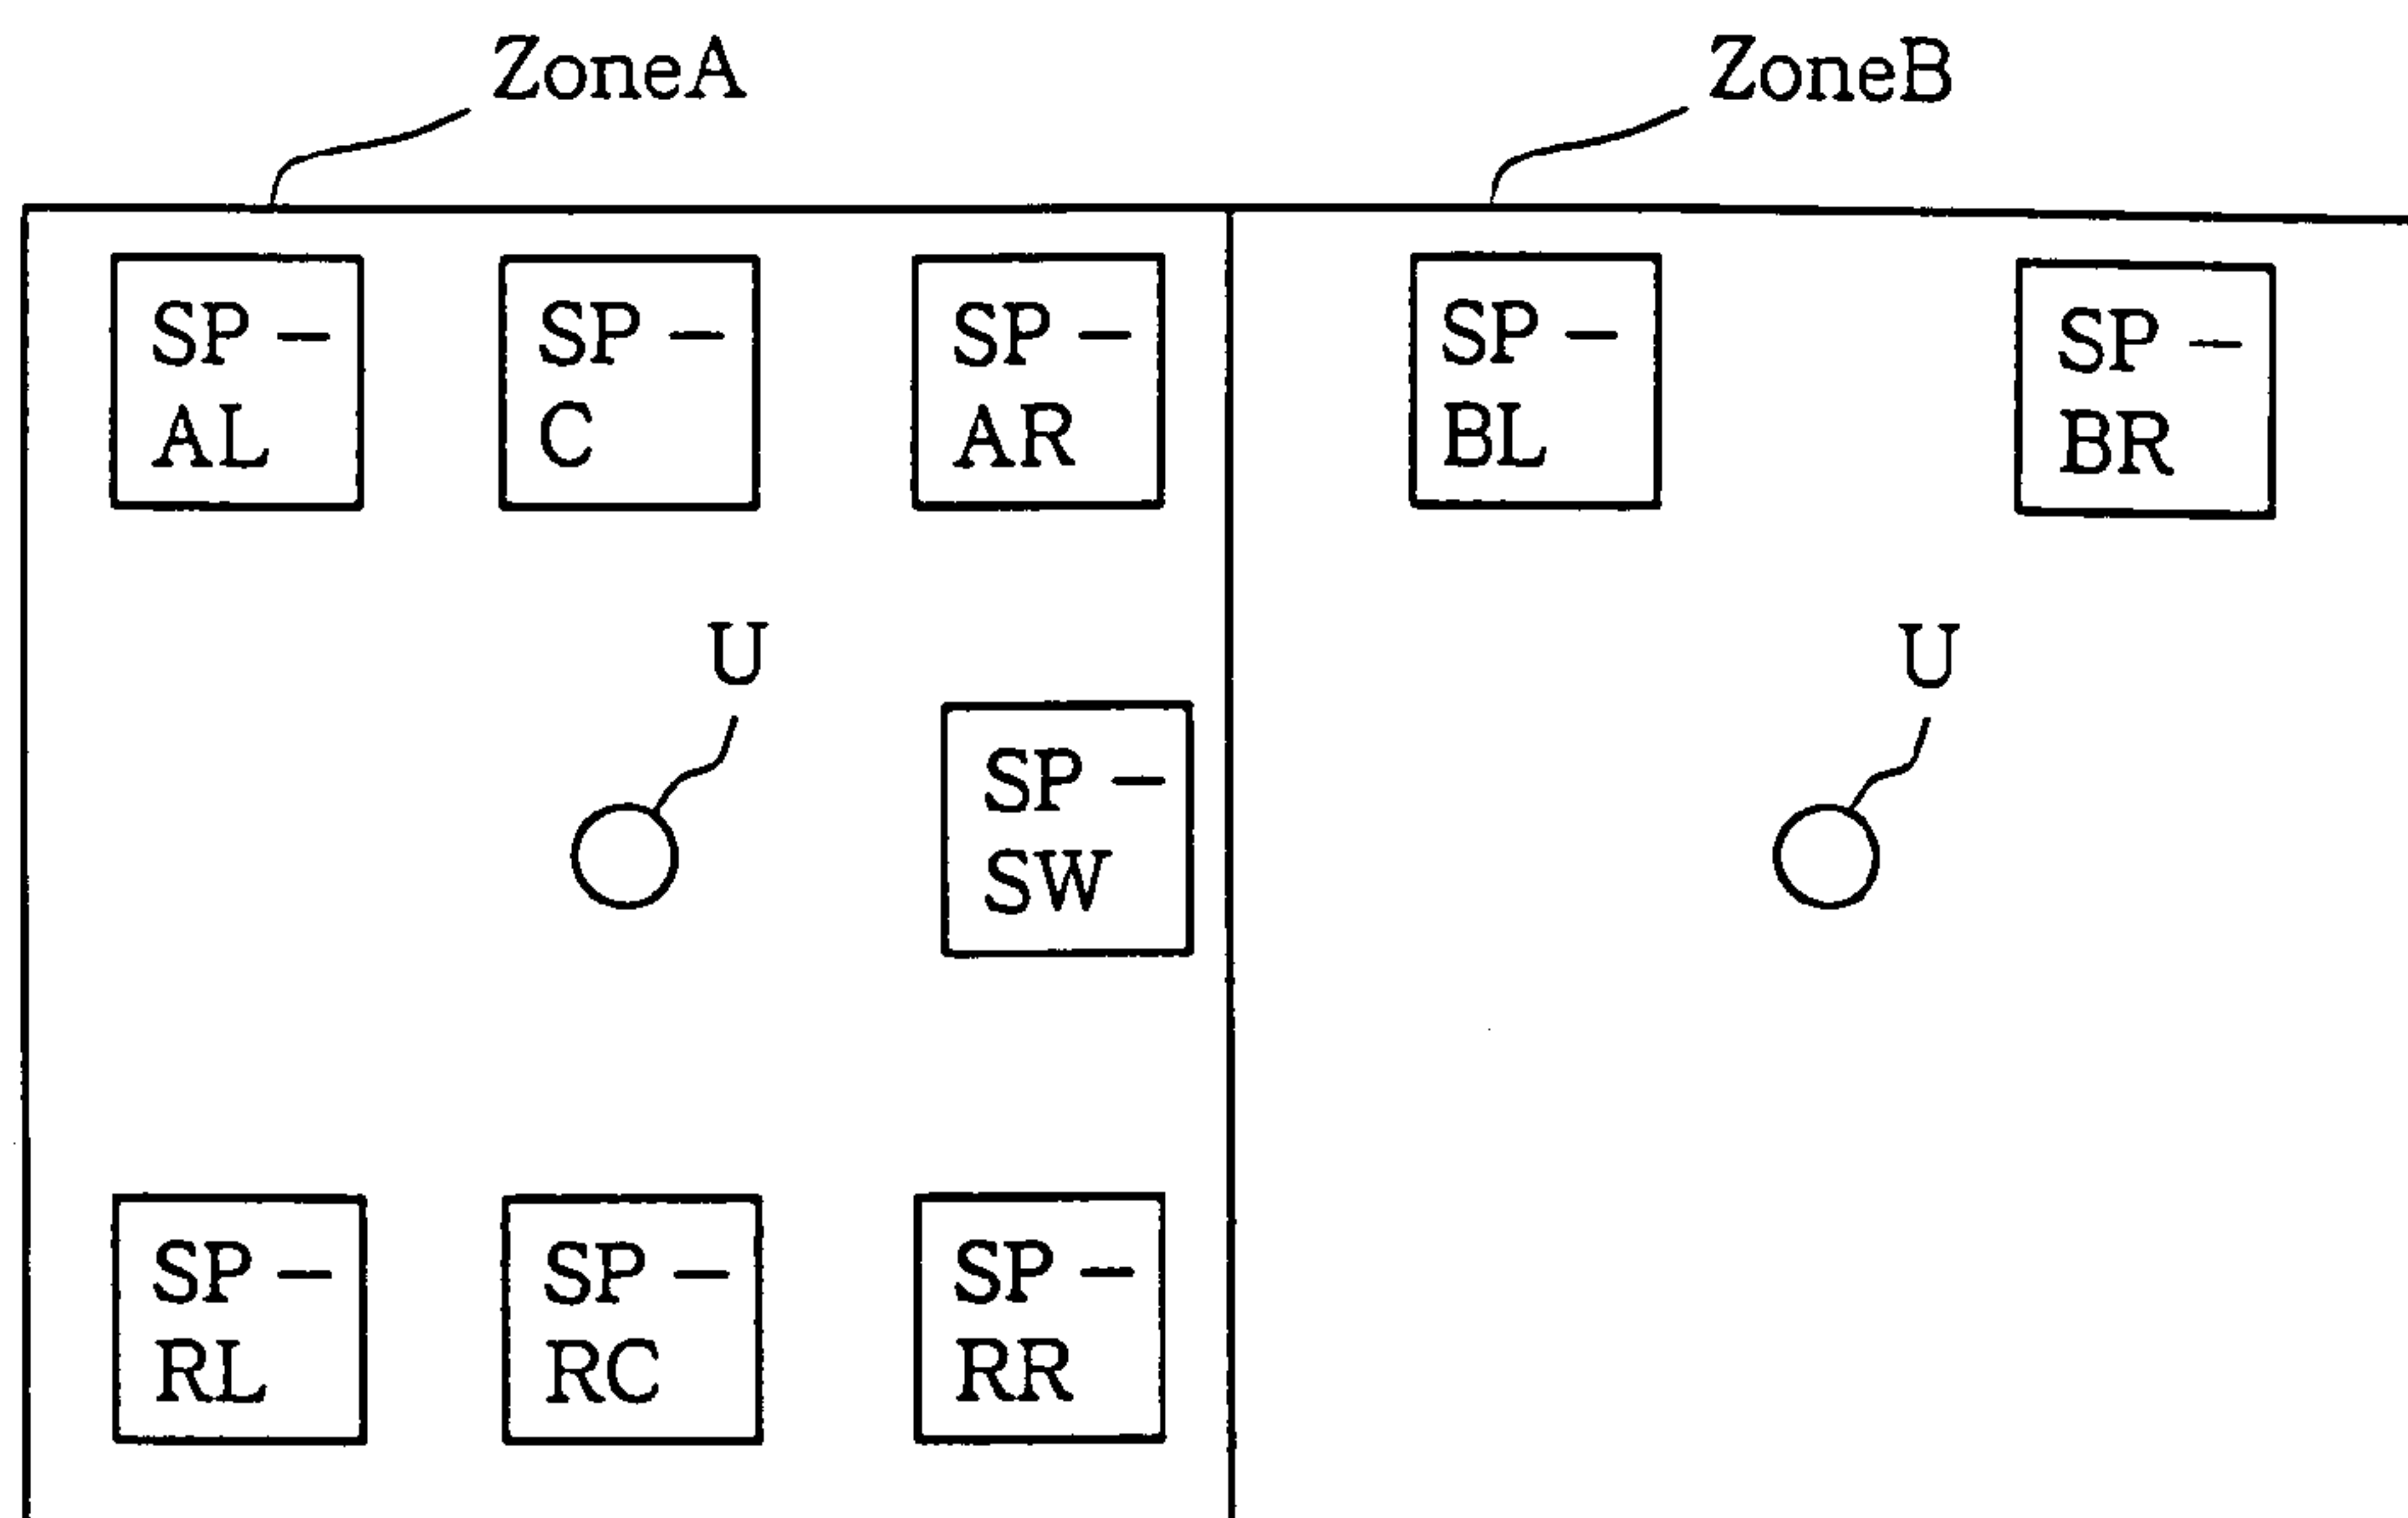 ZoneA
ZoneB
SP-
AL
SP-
C
SP-
AR
SP-
BL
SP-
BR
U
U
SP-
SW
SP-
RL
SP-
RC
SP-
RR